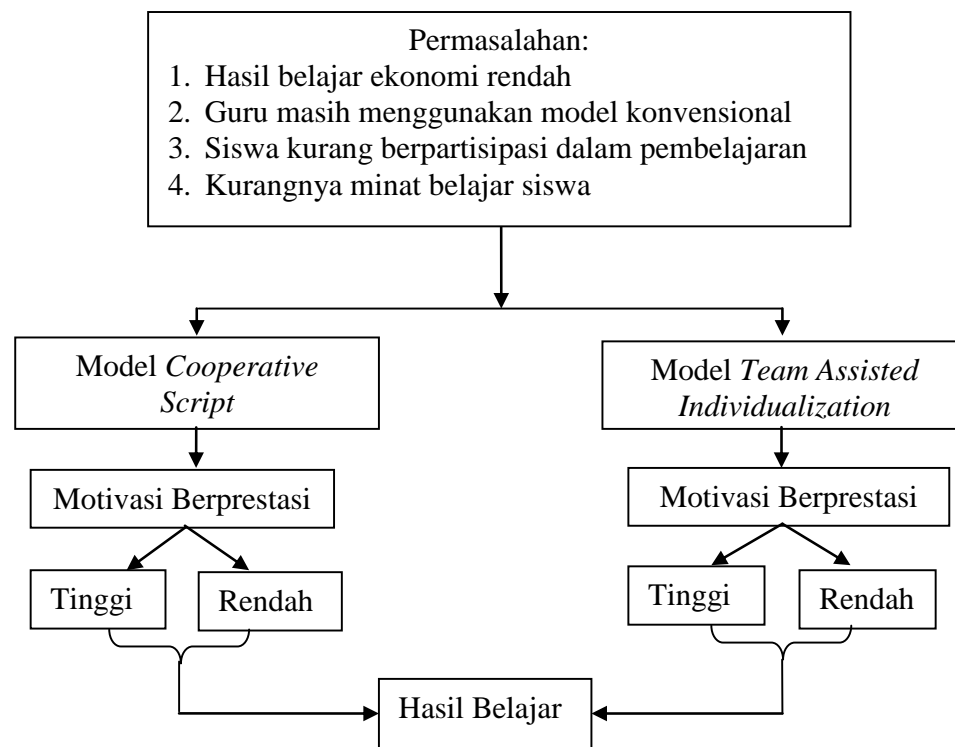 Permasalahan:
1. Hasil belajar ekonomi rendah
2. Guru masih menggunakan model konvensional
3. Siswa kurang berpartisipasi dalam pembelajaran
4. Kurangnya minat belajar siswa
Model Cooperative
Script
Model Team Assisted
Individualization
Motivasi Berprestasi
Motivasi Berprestasi
Tinggi
Rendah
Tinggi
Rendah
Hasil Belajar